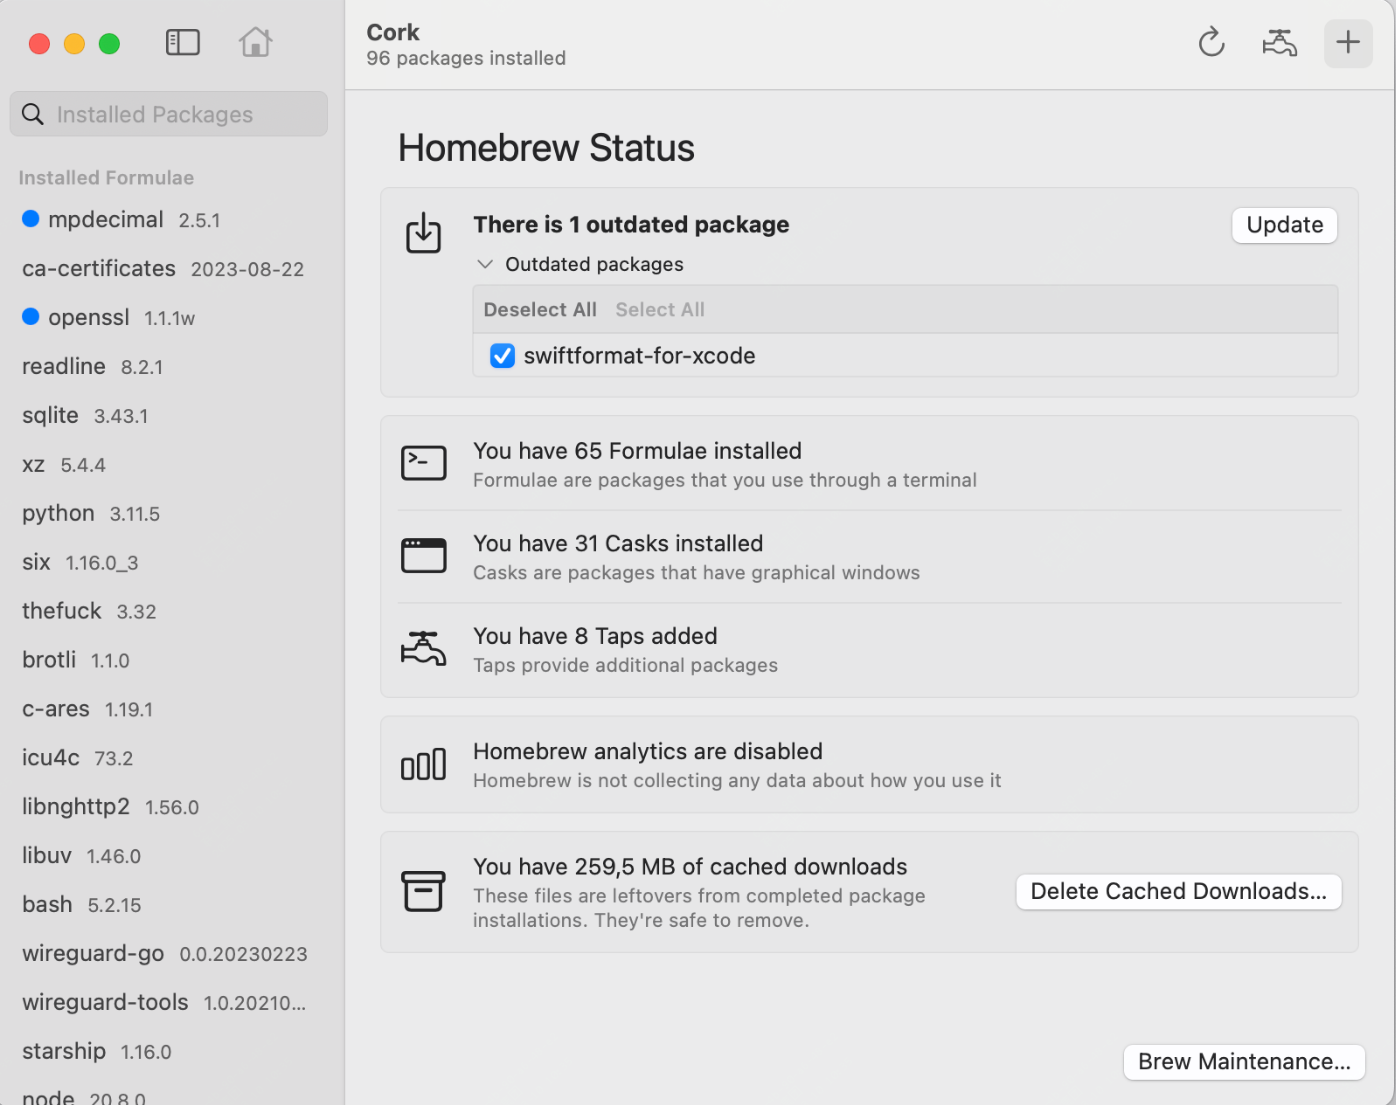 Cork
96 packages installed
Installed Packages
Installed Formulae
mpdecimal 2.5.1
ca-certificates 2023-08-22
openssl 1.1.1w
readline 8.2.1
sqlite 3.43.1
xz 5.4.4
python 3.11.5
six 1.16.0_3
thefuck 3.32
brotli 1.1.0
c-ares 1.19.1
icu4c 73.2
libnghttp2 1.56.0
libuv 1.46.0
bash 5.2.15
wireguard-go 0.0.20230223
wireguard-tools 1.0.20210...
starship 1.16.0
node 20.8.0
Homebrew Status
There is 1 outdated package
Update
Outdated packages
Deselect All Select All
swiftformat-for-xcode
You have 65 Formulae installed
Formulae are packages that you use through a terminal
You have 31 Casks installed
Casks are packages that have graphical windows
You have 8 Taps added
Taps provide additional packages
Homebrew analytics are disabled
Homebrew is not collecting any data about how you use it
You have 259,5 MB of cached downloads
These files are leftovers from completed package
installations. They're safe to remove.
Delete Cached Downloads...
Brew Maintenance...